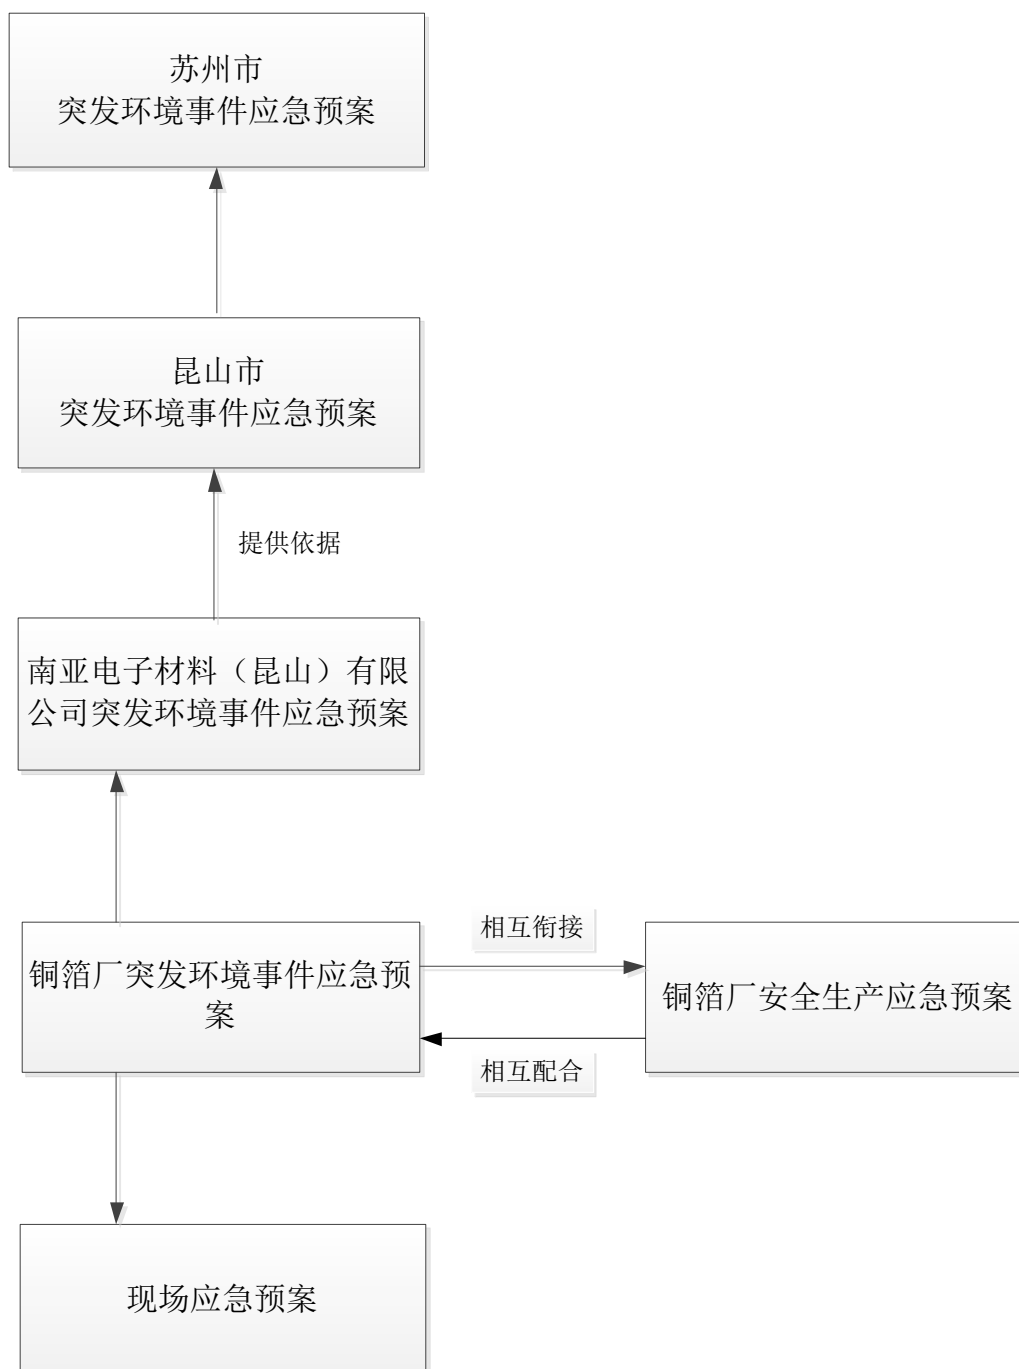 苏州市
突发环境事件应急预案
昆山市
突发环境事件应急预案
提供依据
南亚电子材料（昆山）有限
公司突发环境事件应急预案
相互衔接
铜箔厂突发环境事件应急预
案
铜箔厂安全生产应急预案
相互配合
现场应急预案